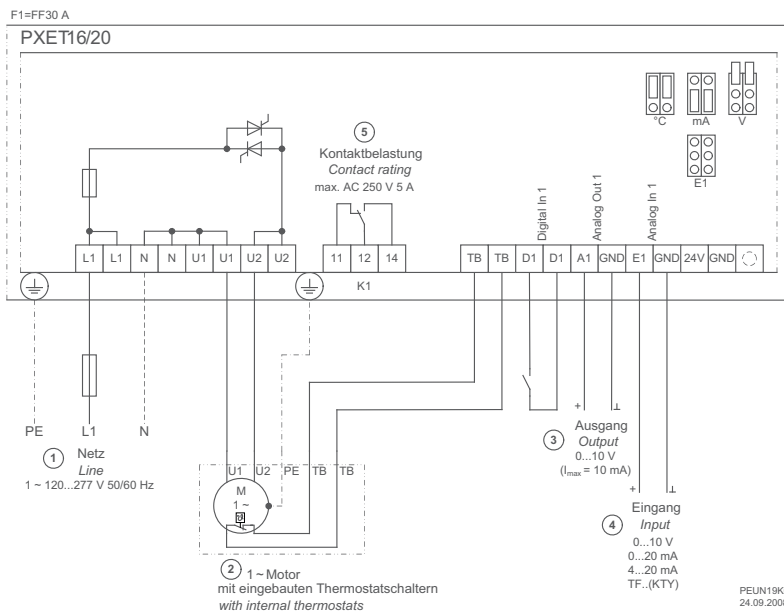 F1=FF30 A
PXET16/20
°C
mA
V
E1
5
Kontaktbelastung
Contact rating
max. AC 250 V 5 A
Digital In 1
Analog Out 1
Analog In 1
L1 L1 N N U1 U1 U2 U2
11 12 14
TB TB D1 D1 A1 GND E1 GND 24V GND
K1
PE L1 N
1 Netz
Line
1 ~ 120...277 V 50/60 Hz
+ ⊥
3 Ausgang
Output
0...10 V
(Imax = 10 mA)
U1 U2 PE TB TB
M
1 ~
+ ⊥
4 Eingang
Input
0...10 V
0...20 mA
4...20 mA
TF..(KTY)
2 1 ~ Motor
mit eingebauten Thermostatschaltern
with internal thermostats